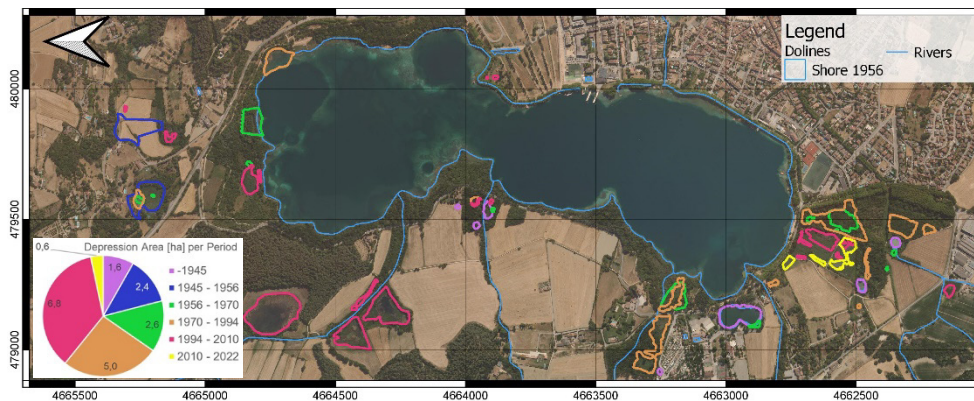 Legend
Dolines
Rivers
Shore 1956
480000
479500
479000
Depression Area [ha] per Period
0,6
1,6
2,4
2,6
5,0
6,8
-1945
1945 - 1956
1956 - 1970
1970 - 1994
1994 - 2010
2010 - 2022
4665500
4665000
4664500
4664000
4663500
4663000
4662500